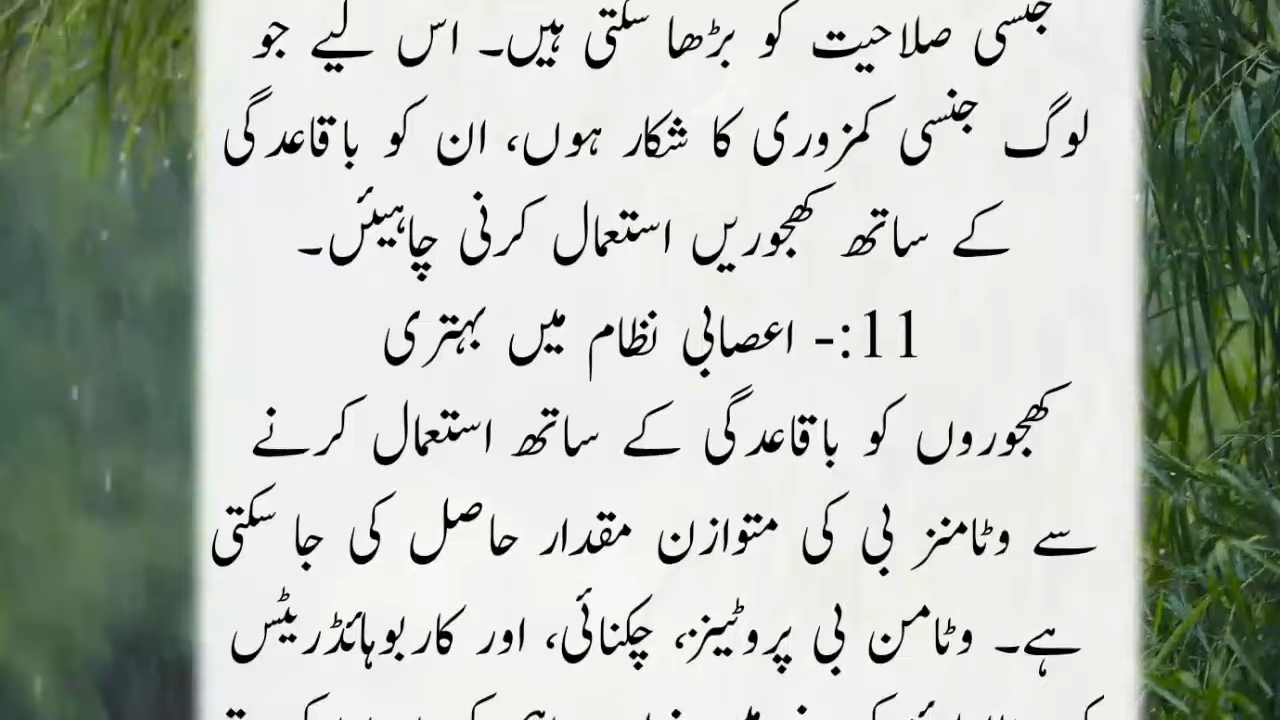 جنسی صلاحیت کو بڑھا سکتی ہیں۔ اس لیے جو
لوگ جنسی کمزوری کا شکار ہوں، ان کو باقاعدگی
کے ساتھ کھجوریں استعمال کرنی چاہیئں۔
11:- اعصابی نظام میں بہتری
کھجوروں کو باقاعدگی کے ساتھ استعمال کرنے
سے وٹامنز بی کی متوازن مقدار حاصل کی جا سکتی
ہے۔ وٹامن بی پروٹینز، چکنائی، اور کاربوہائڈریٹس